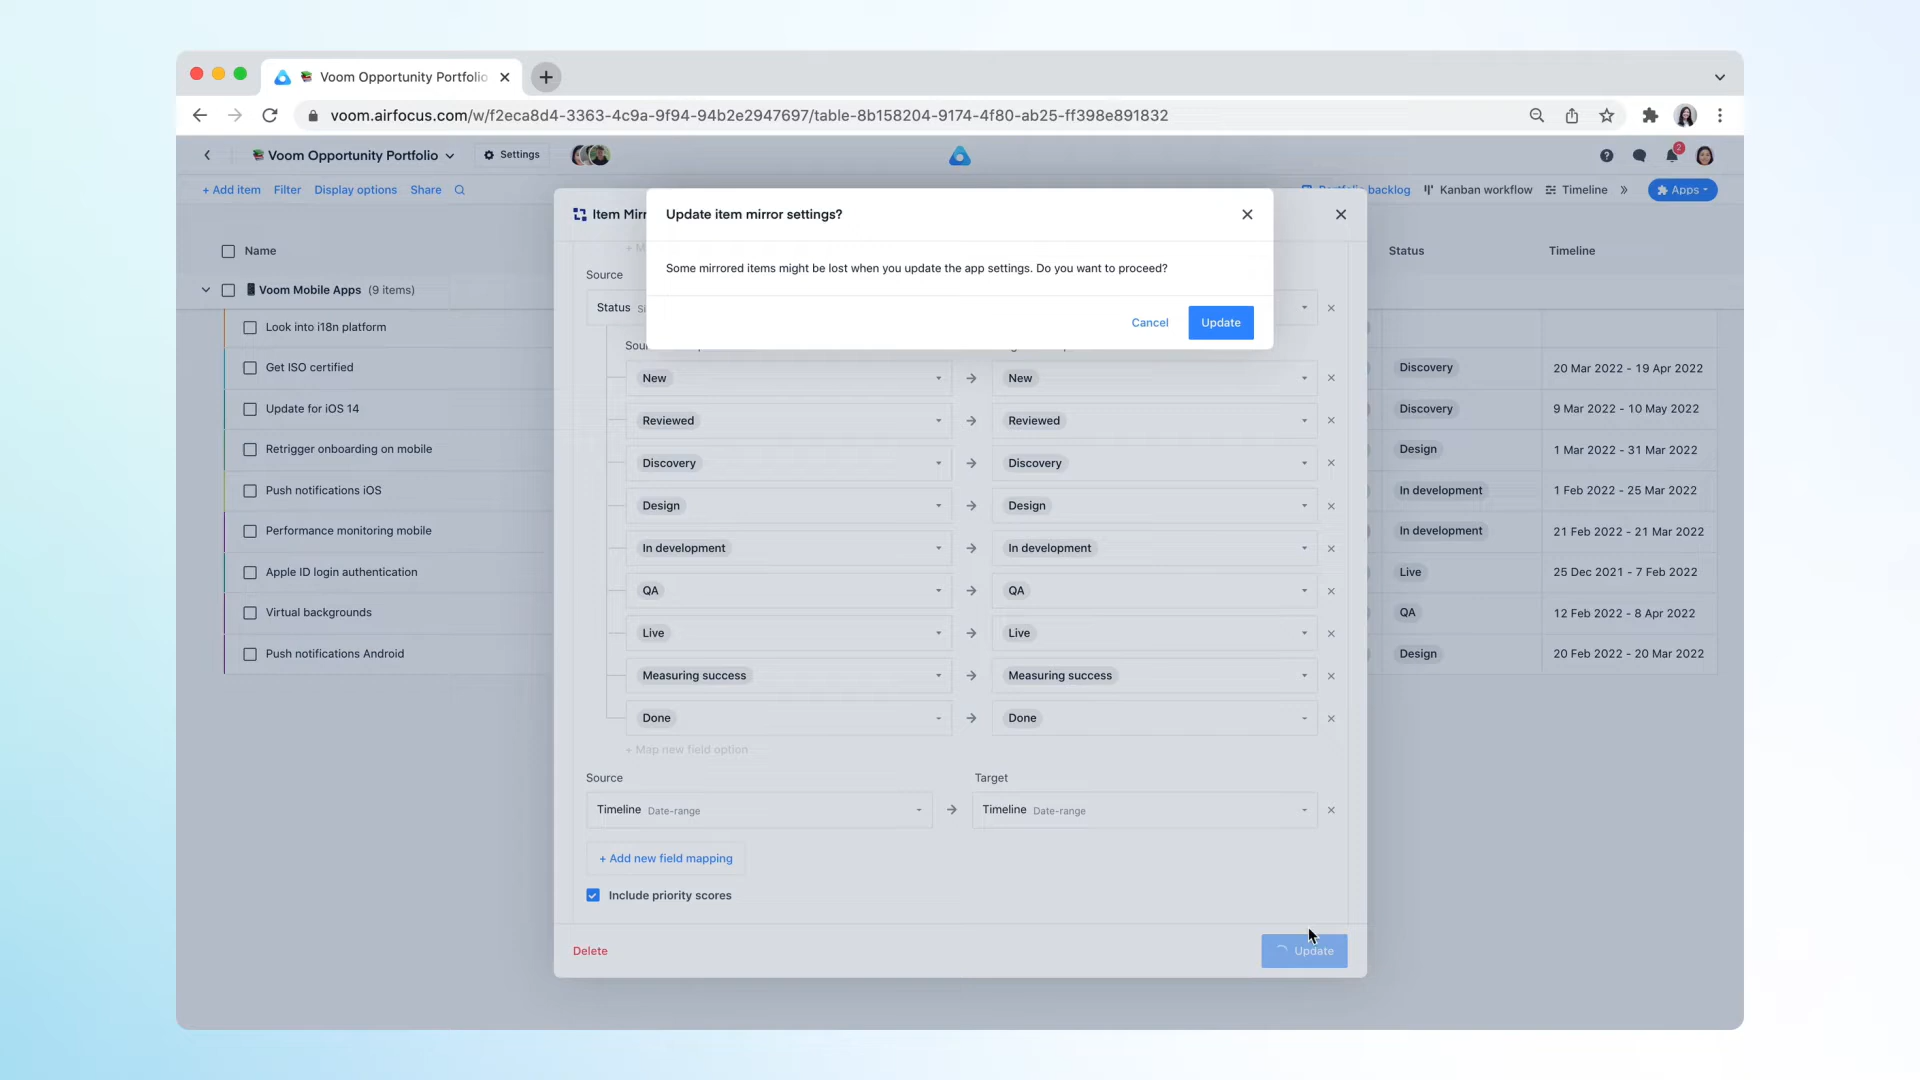 Voom Opportunity Portfolio
voom.airfocus.com/w/f2eca8d4-3363-4c9a-9f94-94b2e2947697/table-8b158204-9174-4f80-ab25-ff398e891832
Voom Opportunity Portfolio
Settings
2
+ Add item
Filter
Display options
Share
backlog
Kanban workflow
Timeline
Apps
Name
Status
Timeline
Voom Mobile Apps (9 items)
Look into i18n platform
Get ISO certified
Discovery
20 Mar 2022 - 19 Apr 2022
Update for iOS 14
Discovery
9 Mar 2022 - 10 May 2022
Retrigger onboarding on mobile
Design
1 Mar 2022 - 31 Mar 2022
Push notifications iOS
In development
1 Feb 2022 - 25 Mar 2022
Performance monitoring mobile
In development
21 Feb 2022 - 21 Mar 2022
Apple ID login authentication
Live
25 Dec 2021 - 7 Feb 2022
Virtual backgrounds
QA
12 Feb 2022 - 8 Apr 2022
Push notifications Android
Design
20 Feb 2022 - 20 Mar 2022
Item Mirr
Update item mirror settings?
Some mirrored items might be lost when you update the app settings. Do you want to proceed?
Cancel
Update
Source
Status
New
New
Reviewed
Reviewed
Discovery
Discovery
Design
Design
In development
In development
QA
QA
Live
Live
Measuring success
Measuring success
Done
Done
+ Map new field option
Source
Target
Timeline Date-range
Timeline Date-range
+ Add new field mapping
Include priority scores
Delete
Update